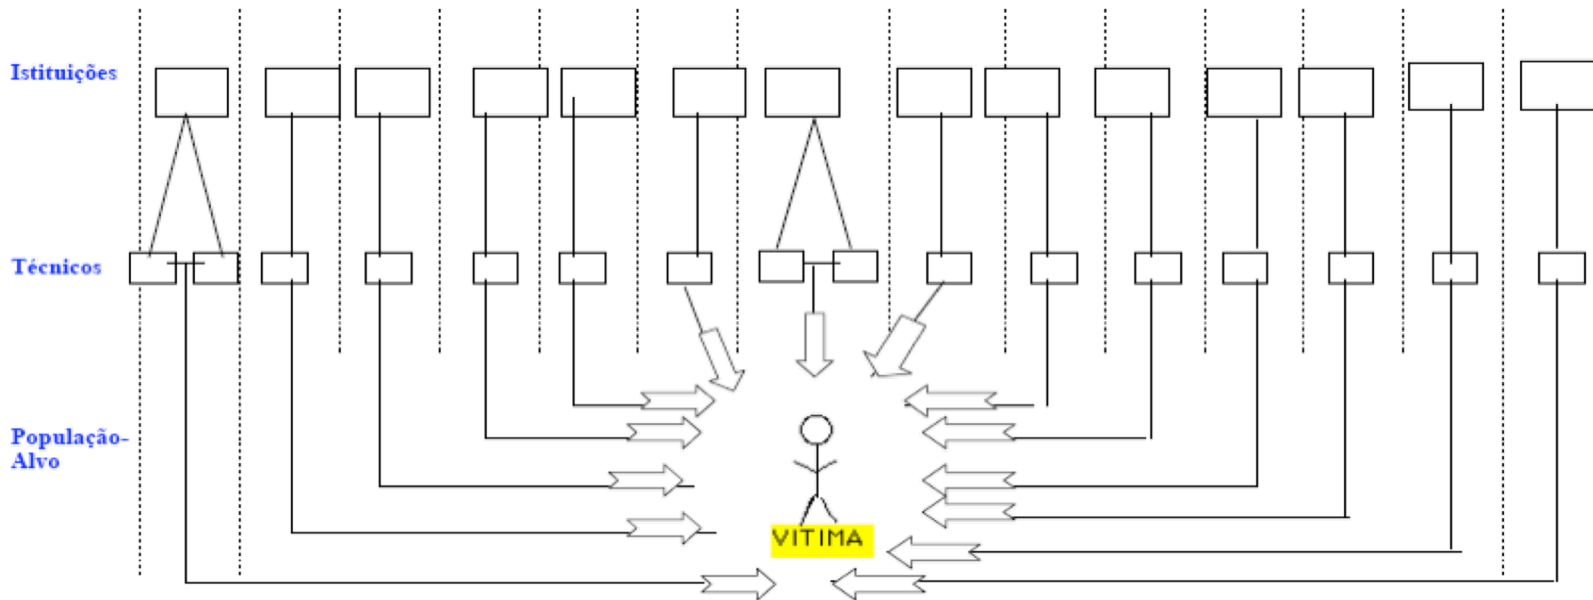 Istituições
Técnicos
População-
Alvo
VITIMA